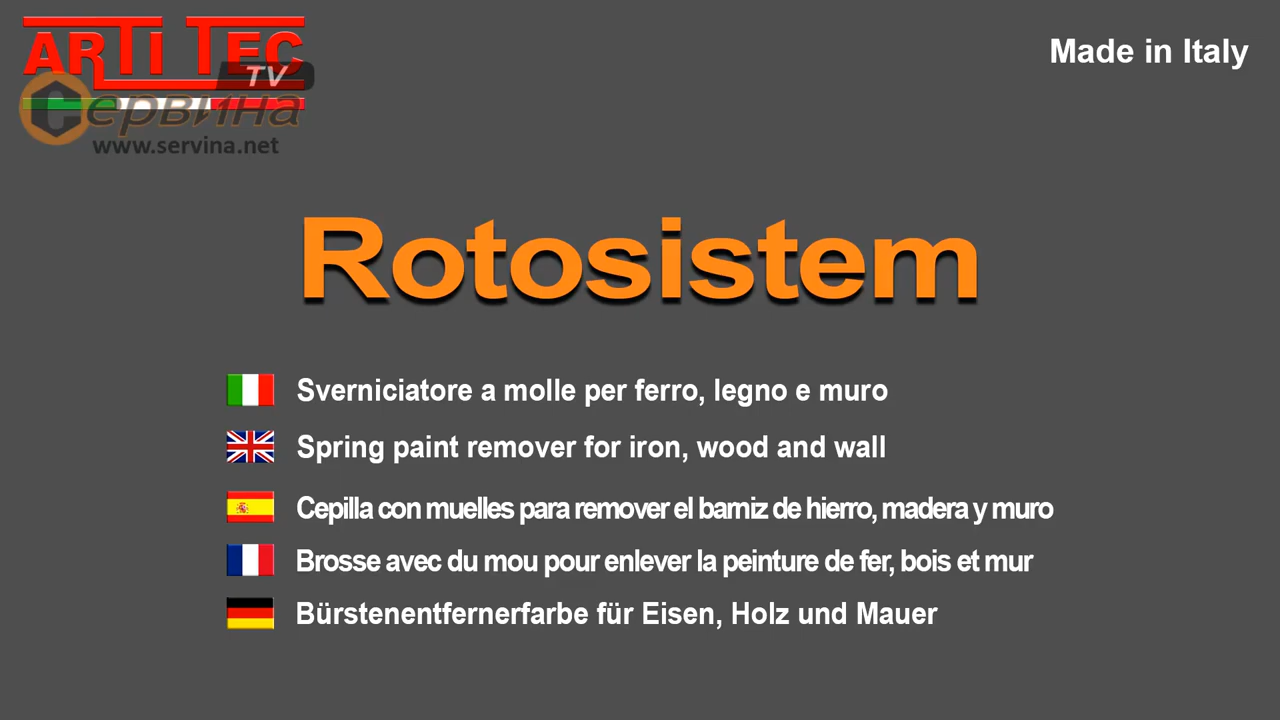 ARTI TEC
Made in Italy
TV
Сервина
www.servina.net
Rotosistem
Sverniciatore a molle per ferro, legno e muro
Spring paint remover for iron, wood and wall
Cepilla con muelles para remover el barniz de hierro, madera y muro
Brosse avec du mou pour enlever la peinture de fer, bois et mur
Bürstenentfernerfarbe für Eisen, Holz und Mauer